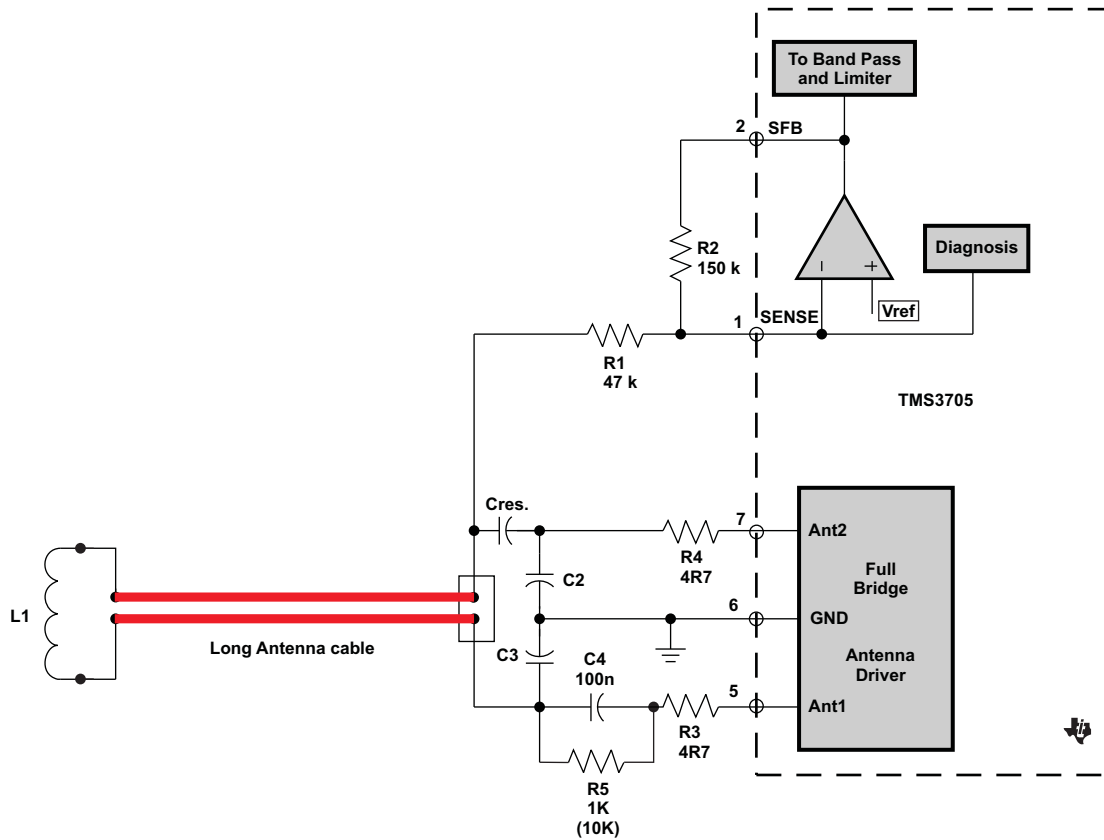 To Band Pass
and Limiter
2
SFB
R2
150 k
Diagnosis
Vref
1
SENSE
R1
47 k
TMS3705
Cres.
7
Ant2
R4
4R7
C2
Full
Bridge
L1
6
GND
Long Antenna cable
C3
C4
100n
Antenna
Driver
5
Ant1
R3
4R7
R5
1K
(10K)